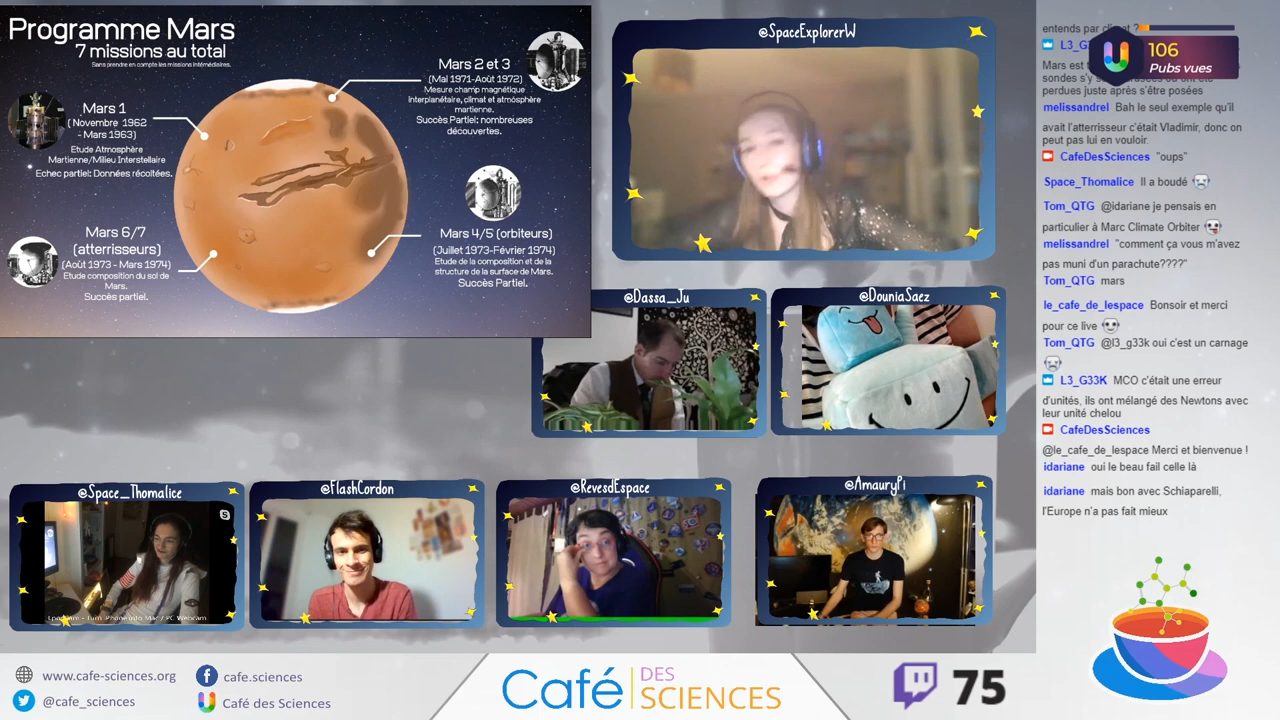 Programme Mars
7 missions au total
Sans prendre en compte les missions intémédiaires.
Mars 1
( Novembre 1962
- Mars 1963)
Etude Atmosphère
Martienne/Milieu Interstellaire
Echec partiel: Données récoltées.
Mars 2 et 3
(Mai 1971-Août 1972)
Mesure champ magnétique
interplanétaire, climat et atmosphère
martienne.
Succès Partiel: nombreuses
découvertes.
Mars 6/7
(atterrisseurs)
(Août 1973 - Mars 1974)
Etude composition du sol de
Mars.
Succès partiel.
Mars 4/5 (orbiteurs)
(Juillet 1973-Février 1974)
Etude de la composition et de la
structure de la surface de Mars.
Succès Partiel.
@SpaceExplorerW
@Dassa_Ju
@DouniaSaez
@Space_Thomalice
@FlashCordon
@RevesdEspace
@AmauryPi
entends par climat ?
106
Pubs vues
perdues juste après s'être posées
melissandrel Bah le seul exemple qu'il
avait l'atterrisseur c'était Vladimir, donc on
peut pas lui en vouloir.
CafeDesSciences "oups"
Space_Thomalice Il a boudé
Tom_QTG @idariane je pensais en
particulier à Marc Climate Orbiter
melissandrel "comment ça vous m'avez
pas muni d'un parachute????"
Tom_QTG mars
le_cafe_de_lespace Bonsoir et merci
pour ce live
Tom_QTG @l3_g33k oui c'est un carnage
L3_G33K MCO c'était une erreur
d'unités, ils ont mélangé des Newtons avec
leur unité chelou
CafeDesSciences
@le_cafe_de_lespace Merci et bienvenue !
idariane oui le beau fail celle là
idariane mais bon avec Schiaparelli,
l'Europe n'a pas fait mieux
www.cafe-sciences.org
cafe.sciences
@cafe_sciences
Café des Sciences
Café DES
SCIENCES
75